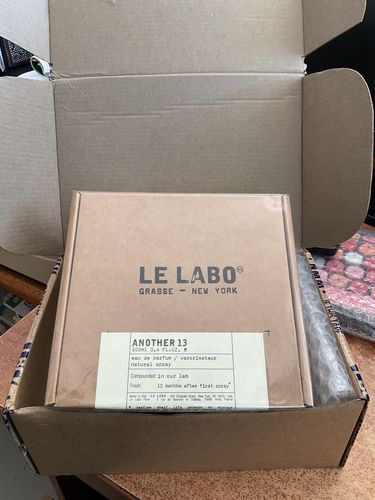 LE LABO
GRASSE — NEW YORK
ANOTHER 13
100ml 3.4 FL.OZ. ℮
eau de parfum / vaporisateur
natural spray
Compounded in our lab
Fresh: 12 months after first spray*